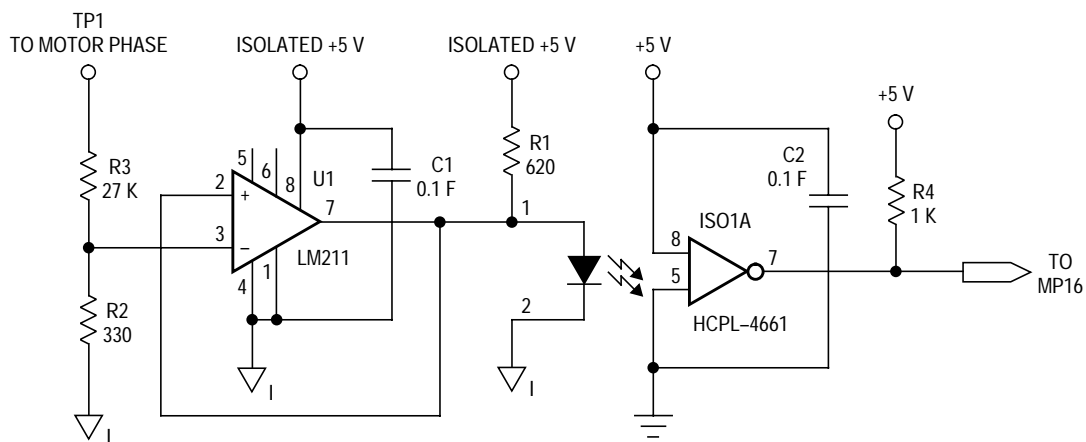 TP1
TO MOTOR PHASE
ISOLATED +5 V
ISOLATED +5 V
+5 V
+5 V
R3
27 K
5
6
8
U1
C1
0.1 F
R1
620
C2
0.1 F
R4
1 K
2
+
7
1
ISO1A
3
–
LM211
8
7
TO
MP16
1
4
5
R2
330
2
HCPL–4661
I
I
I